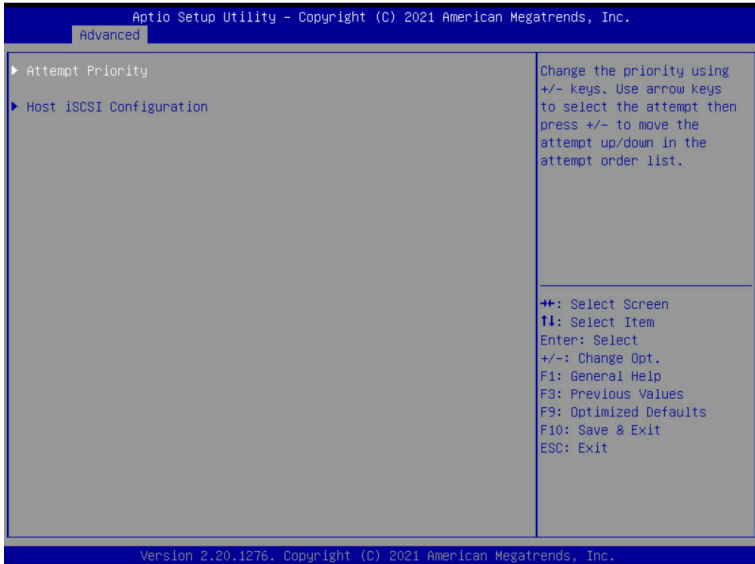 Aptio Setup Utility – Copyright (C) 2021 American Megatrends, Inc.
Advanced
▶ Attempt Priority
▶ Host iSCSI Configuration
Change the priority using
+/- keys. Use arrow keys
to select the attempt then
press +/- to move the
attempt up/down in the
attempt order list.
→←: Select Screen
↑↓: Select Item
Enter: Select
+/-: Change Opt.
F1: General Help
F3: Previous Values
F9: Optimized Defaults
F10: Save & Exit
ESC: Exit
Version 2.20.1276. Copyright (C) 2021 American Megatrends, Inc.